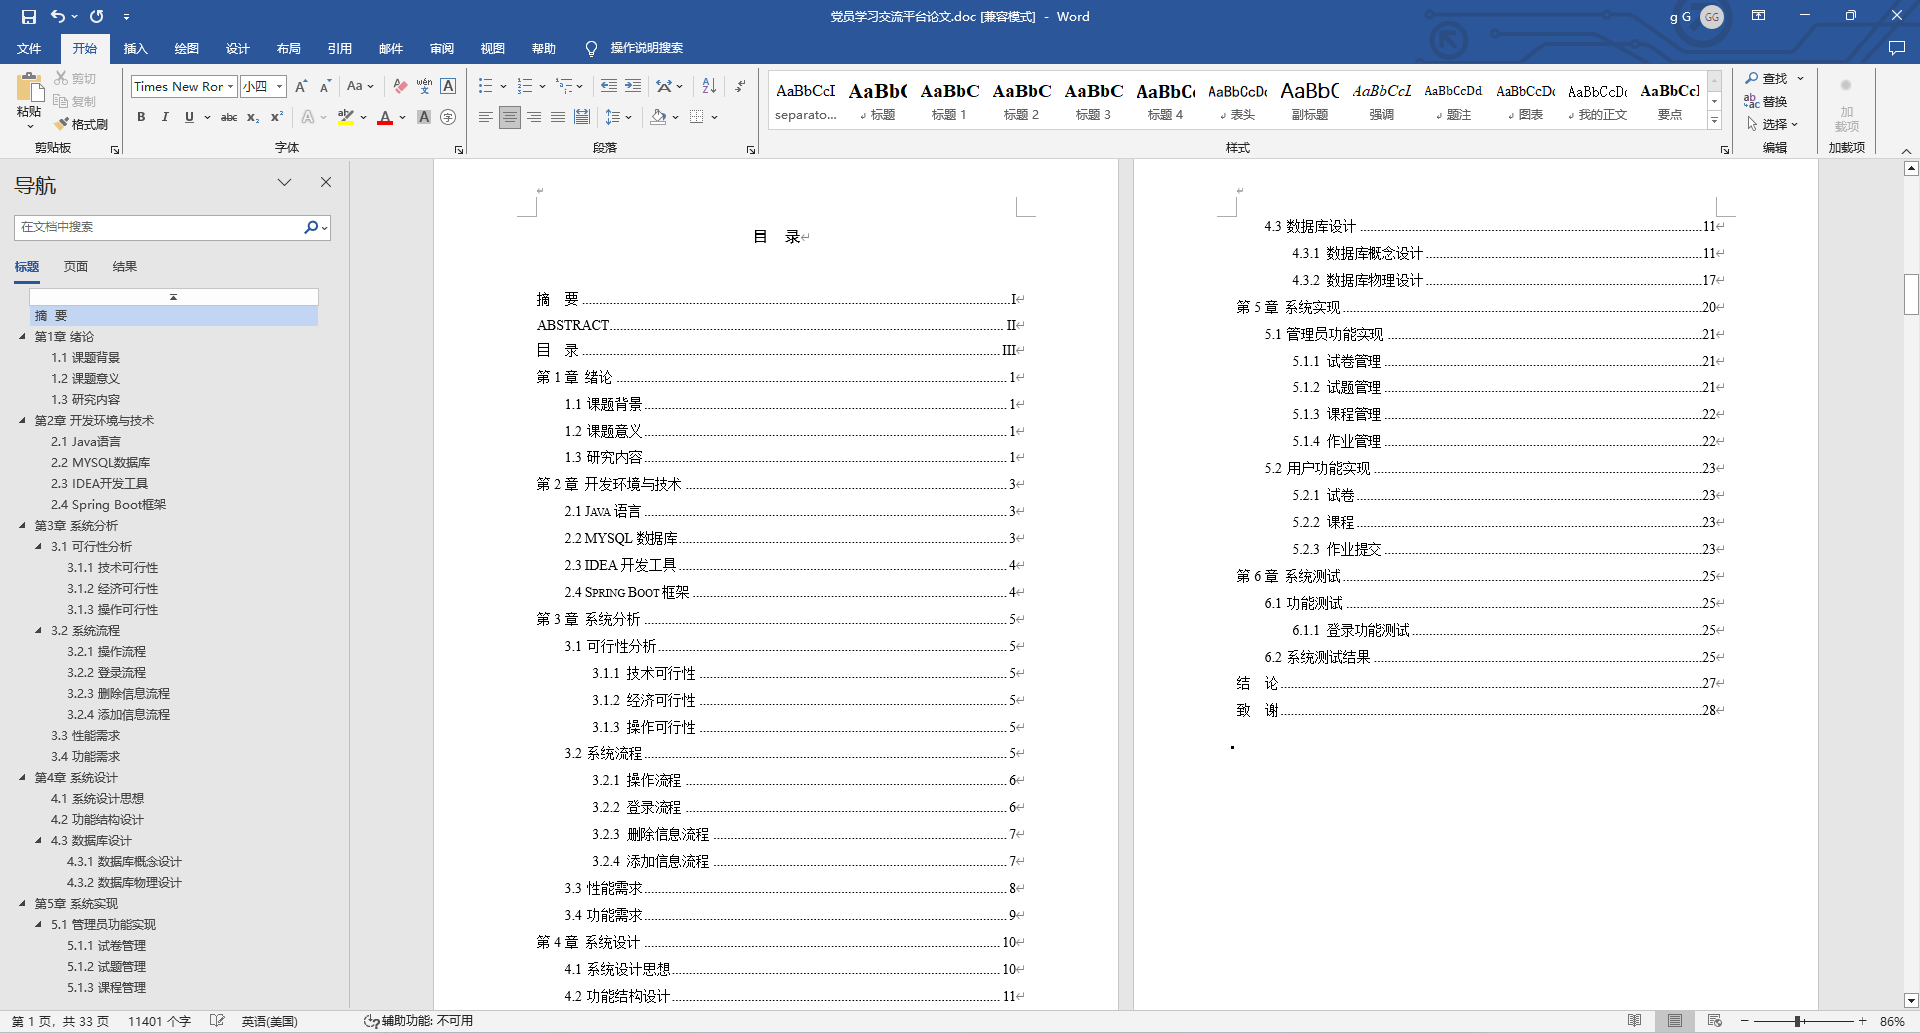 党员学习交流平台论文.doc [兼容模式] - Word
g G
GG
文件 开始 插入 绘图 设计 布局 引用 邮件 审阅 视图 帮助 操作说明搜索
粘贴
剪切
复制
格式刷
剪贴板
Times New Ror
小四
字体
段落
AaBbCcI AaBb( AaBbC AaBbC AaBbC AaBbCc AaBbCcDc AaBbC AaBbCcL AaBbCcDd AaBbCcDc AaBbCcDc AaBbCcI
separato... 标题 标题 1 标题 2 标题 3 标题 4 表头 副标题 强调 题注 图表 我的正文 要点
样式
查找
替换
选择
编辑
加载项
加载项
导航
在文档中搜索
标题 页面 结果
摘 要
第1章 绪论
1.1 课题背景
1.2 课题意义
1.3 研究内容
第2章 开发环境与技术
2.1 Java语言
2.2 MYSQL数据库
2.3 IDEA开发工具
2.4 Spring Boot框架
第3章 系统分析
3.1 可行性分析
3.1.1 技术可行性
3.1.2 经济可行性
3.1.3 操作可行性
3.2 系统流程
3.2.1 操作流程
3.2.2 登录流程
3.2.3 删除信息流程
3.2.4 添加信息流程
3.3 性能需求
3.4 功能需求
第4章 系统设计
4.1 系统设计思想
4.2 功能结构设计
4.3 数据库设计
4.3.1 数据库概念设计
4.3.2 数据库物理设计
第5章 系统实现
5.1 管理员功能实现
5.1.1 试卷管理
5.1.2 试题管理
5.1.3 课程管理
目 录
摘 要 I
ABSTRACT II
目 录 III
第 1 章 绪论 1
1.1 课题背景 1
1.2 课题意义 1
1.3 研究内容 1
第 2 章 开发环境与技术 3
2.1 JAVA 语言 3
2.2 MYSQL 数据库 3
2.3 IDEA 开发工具 4
2.4 SPRING BOOT 框架 4
第 3 章 系统分析 5
3.1 可行性分析 5
3.1.1 技术可行性 5
3.1.2 经济可行性 5
3.1.3 操作可行性 5
3.2 系统流程 5
3.2.1 操作流程 6
3.2.2 登录流程 6
3.2.3 删除信息流程 7
3.2.4 添加信息流程 7
3.3 性能需求 8
3.4 功能需求 9
第 4 章 系统设计 10
4.1 系统设计思想 10
4.2 功能结构设计 11
4.3 数据库设计 11
4.3.1 数据库概念设计 11
4.3.2 数据库物理设计 17
第 5 章 系统实现 20
5.1 管理员功能实现 21
5.1.1 试卷管理 21
5.1.2 试题管理 21
5.1.3 课程管理 22
5.1.4 作业管理 22
5.2 用户功能实现 23
5.2.1 试卷 23
5.2.2 课程 23
5.2.3 作业提交 23
第 6 章 系统测试 25
6.1 功能测试 25
6.1.1 登录功能测试 25
6.2 系统测试结果 25
结 论 27
致 谢 28
第 1 页，共 33 页 11401 个字 英语(美国) 辅助功能: 不可用 86%